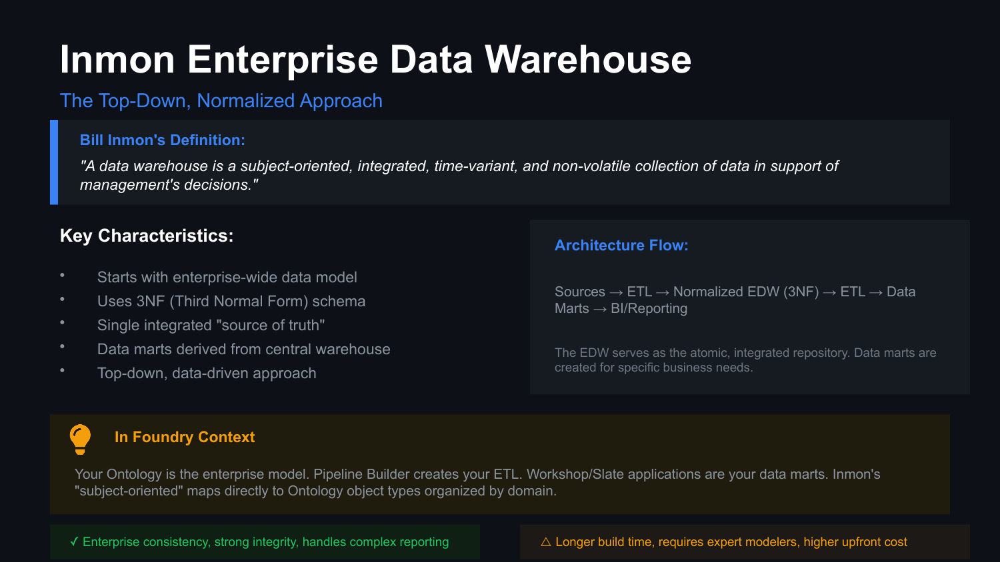 Inmon Enterprise Data Warehouse
The Top-Down, Normalized Approach
Bill Inmon's Definition:
"A data warehouse is a subject-oriented, integrated, time-variant, and non-volatile collection of data in support of
management's decisions."
Key Characteristics:
• Starts with enterprise-wide data model
• Uses 3NF (Third Normal Form) schema
• Single integrated "source of truth"
• Data marts derived from central warehouse
• Top-down, data-driven approach
Architecture Flow:
Sources → ETL → Normalized EDW (3NF) → ETL → Data
Marts → BI/Reporting
The EDW serves as the atomic, integrated repository. Data marts are
created for specific business needs.
In Foundry Context
Your Ontology is the enterprise model. Pipeline Builder creates your ETL. Workshop/Slate applications are your data marts. Inmon's
"subject-oriented" maps directly to Ontology object types organized by domain.
✓ Enterprise consistency, strong integrity, handles complex reporting
⚠ Longer build time, requires expert modelers, higher upfront cost